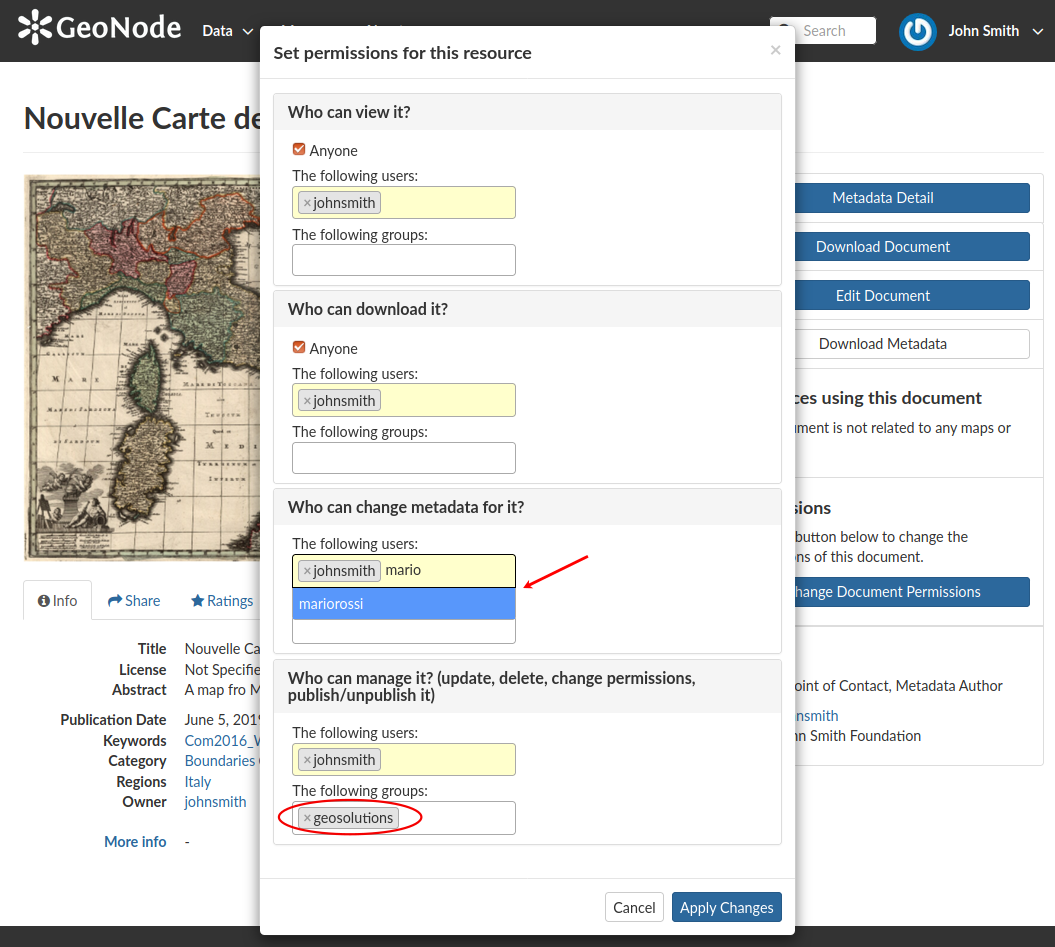 GeoNode
Data
Search
John Smith
Set permissions for this resource
×
Nouvelle Carte de
Who can view it?
Anyone
The following users:
×johnsmith
The following groups:
Who can download it?
Anyone
The following users:
×johnsmith
The following groups:
Who can change metadata for it?
The following users:
×johnsmith mario
mariorossi
Who can manage it? (update, delete, change permissions,
publish/unpublish it)
The following users:
×johnsmith
The following groups:
×geosolutions
Cancel
Apply Changes
Metadata Detail
Download Document
Edit Document
Download Metadata
ces using this document
ument is not related to any maps or
sions
button below to change the
ons of this document.
hange Document Permissions
oint of Contact, Metadata Author
nsmith
hn Smith Foundation
Info
Share
Ratings
Title Nouvelle Ca
License Not Specifie
Abstract A map fro M
Publication Date June 5, 2019
Keywords Com2016_W
Category Boundaries
Regions Italy
Owner johnsmith
More info -